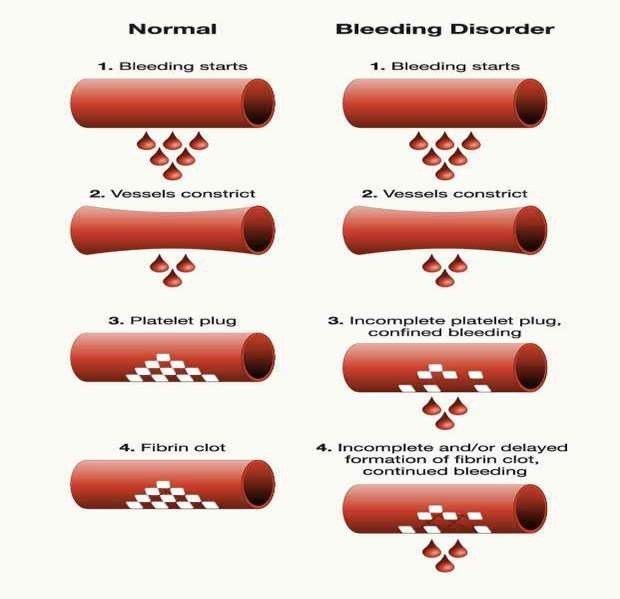 Normal
1. Bleeding starts
2. Vessels constrict
3. Platelet plug
4. Fibrin clot
Bleeding Disorder
1. Bleeding starts
2. Vessels constrict
3. Incomplete platelet plug,
confined bleeding
4. Incomplete and/or delayed
formation of fibrin clot,
continued bleeding